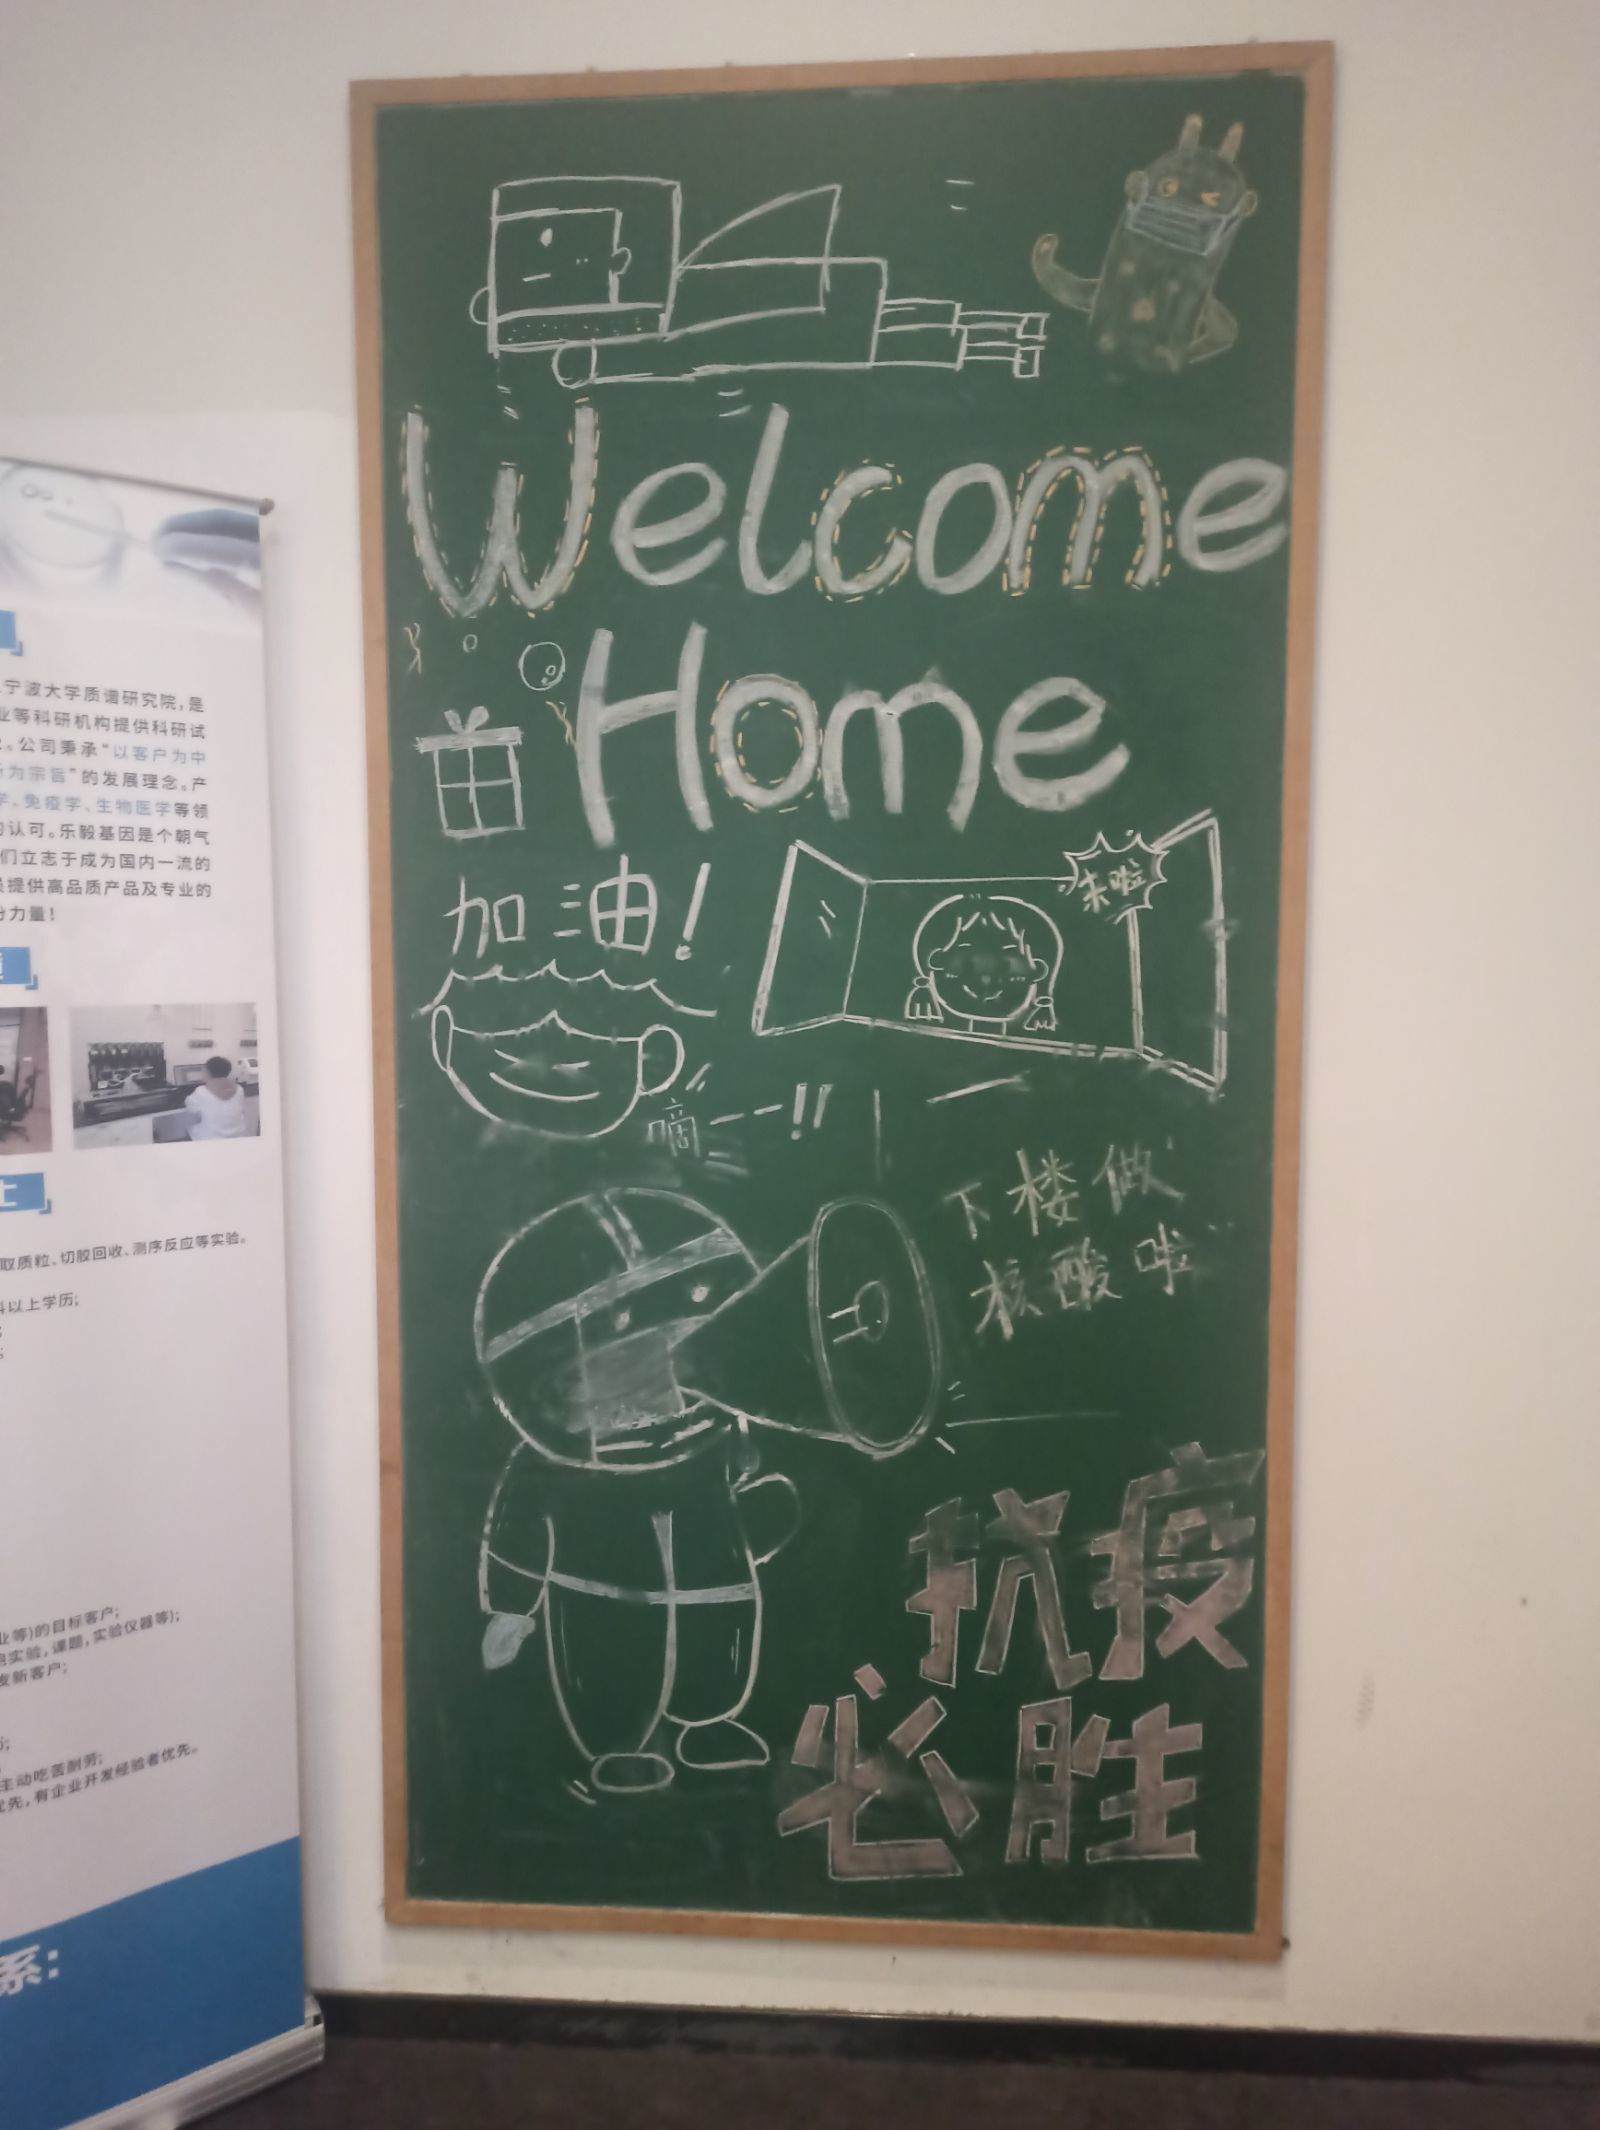 Welcome
Home
加油！
来啦
嘀——!!
下楼做
核酸啦
抗疫
必胜
宁波大学质谱研究院，是
业等科研机构提供科研试
。公司秉承“以客户为中
为宗旨”的发展理念。产
学、免疫学、生物医学等领
的认可。乐毅基因是个朝气
们立志于成为国内一流的
提供高品质产品及专业的
份力量！
取质粒、切胶回收、测序反应等实验。
科以上学历；
业等)的目标客户；
实验，课题，实验仪器等)；
发新客户；
主动吃苦耐劳；
优先，有企业开发经验者优先。
系：